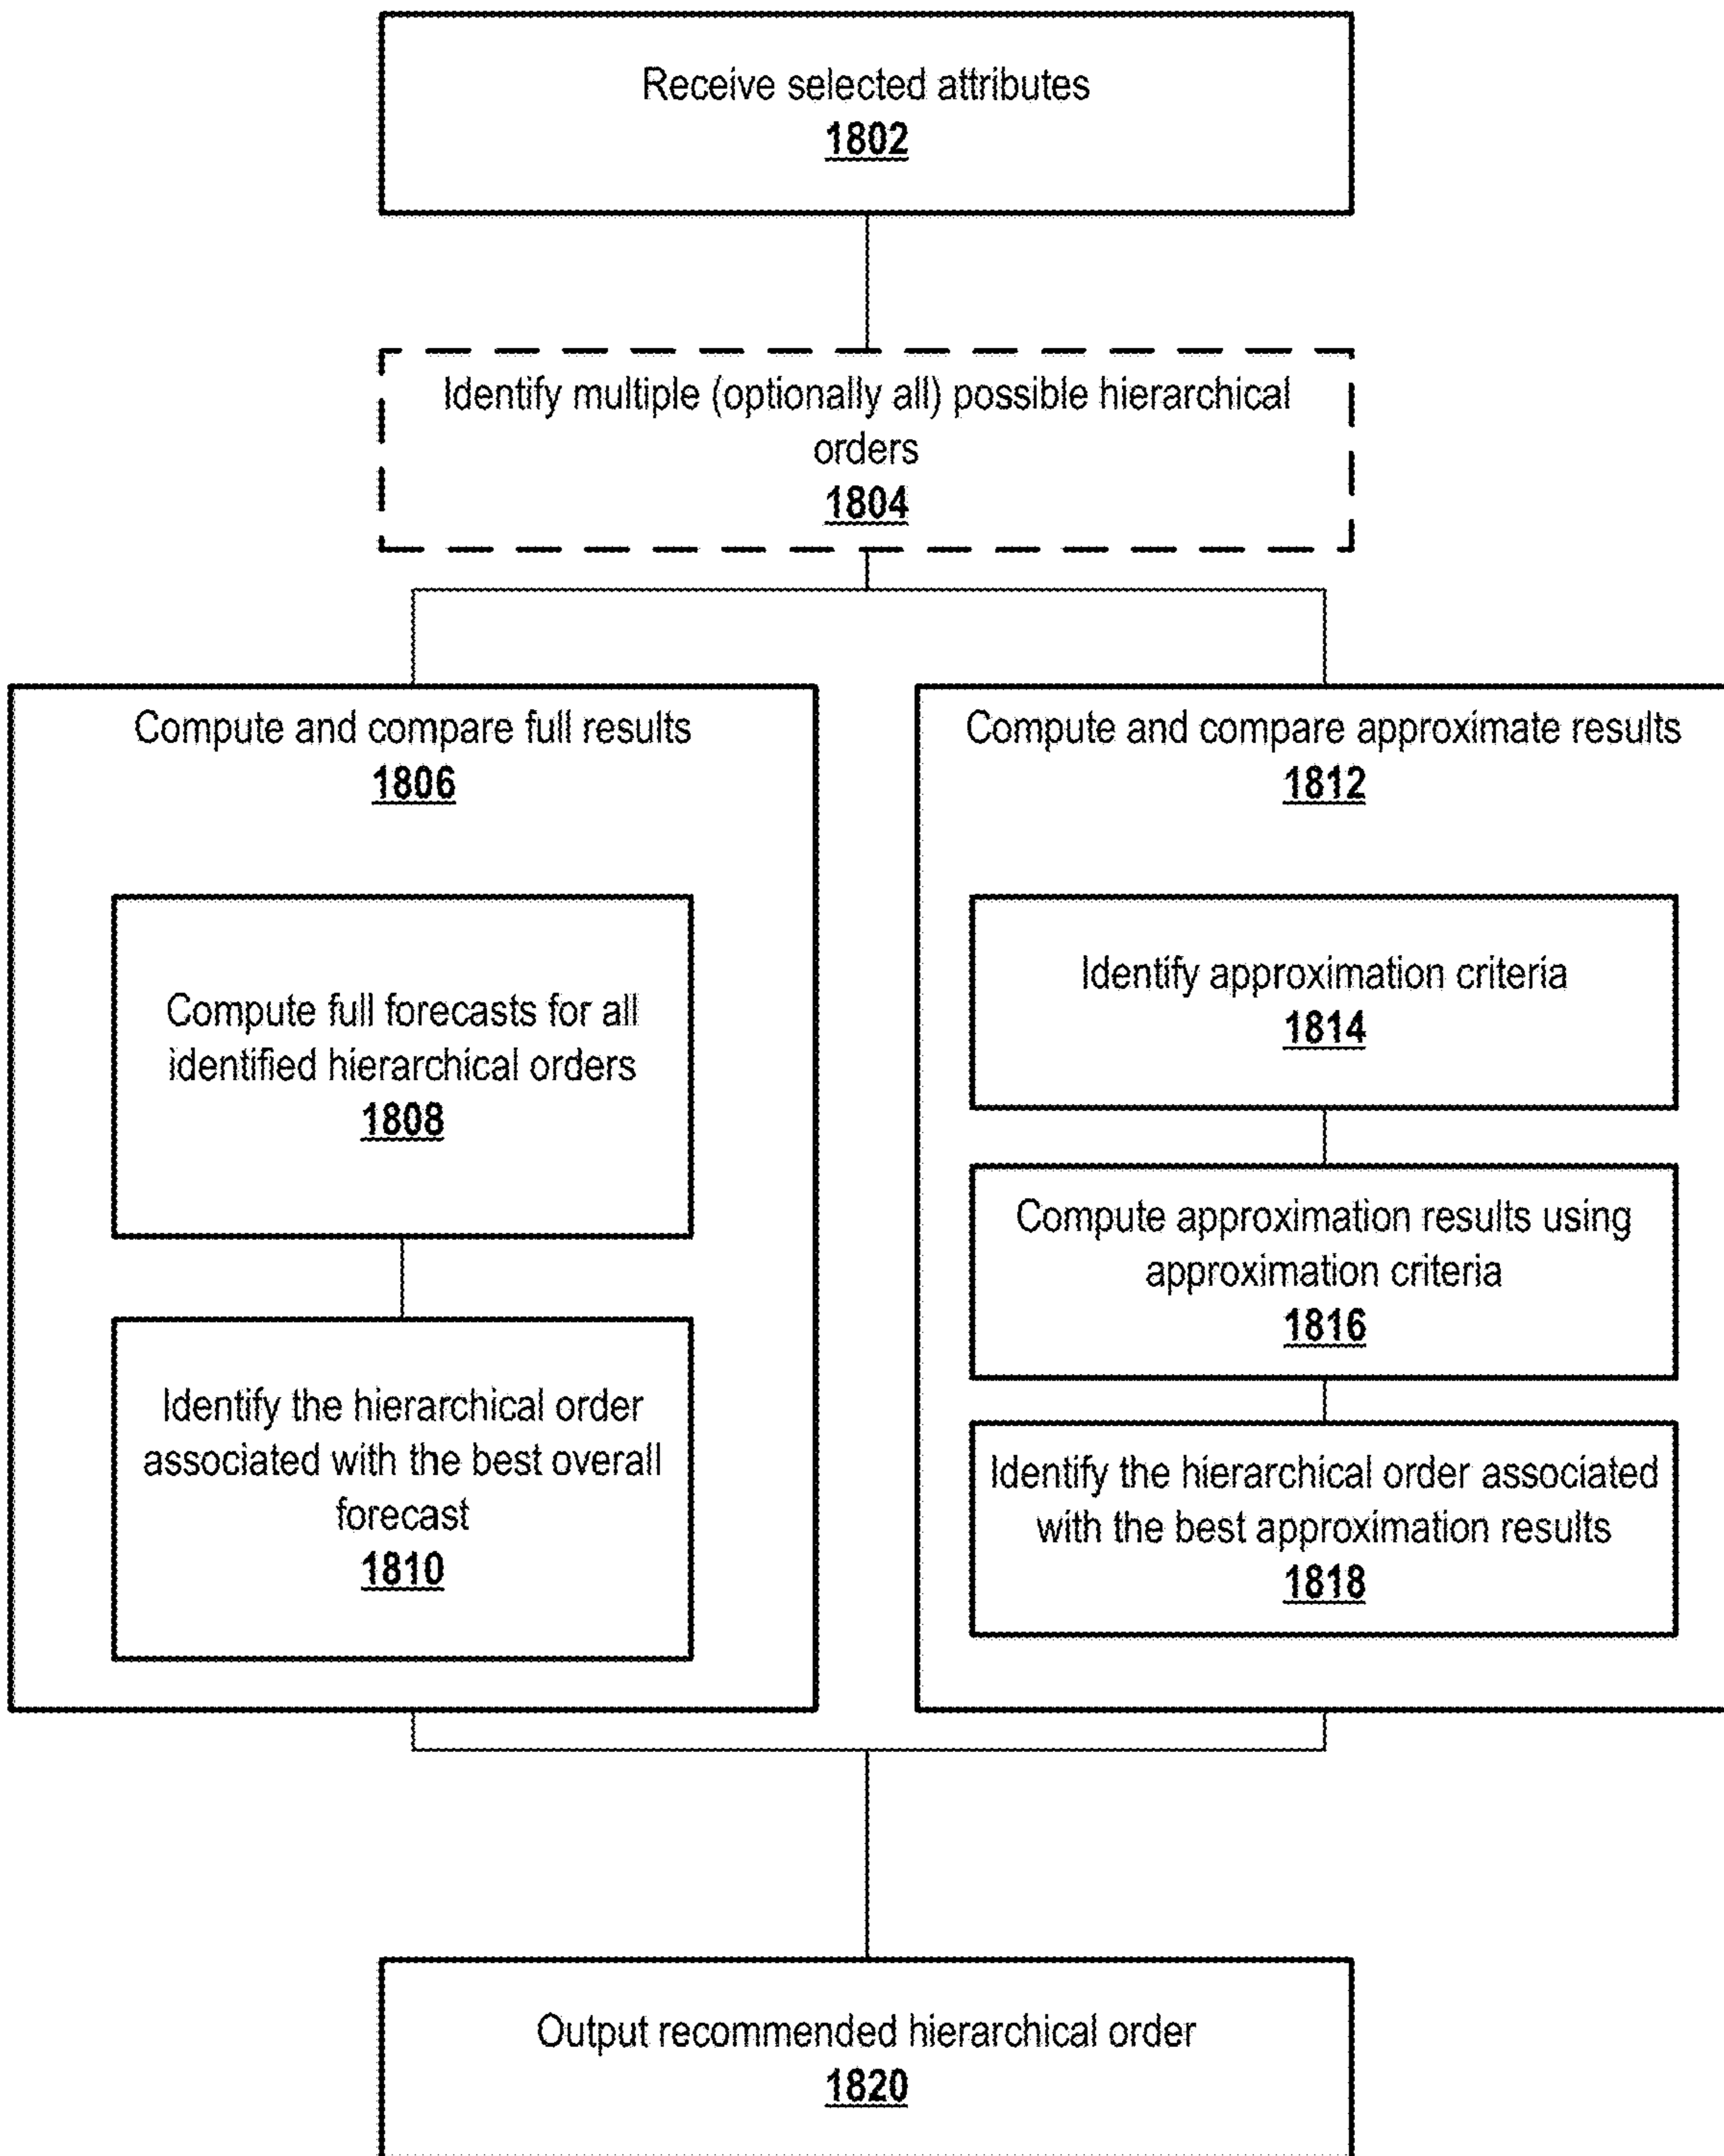 Receive selected attributes
1802
Identify multiple (optionally all) possible hierarchical
orders
1804
Compute and compare full results
1806
Compute full forecasts for all
identified hierarchical orders
1808
Identify the hierarchical order
associated with the best overall
forecast
1810
Compute and compare approximate results
1812
Identify approximation criteria
1814
Compute approximation results using
approximation criteria
1816
Identify the hierarchical order associated
with the best approximation results
1818
Output recommended hierarchical order
1820